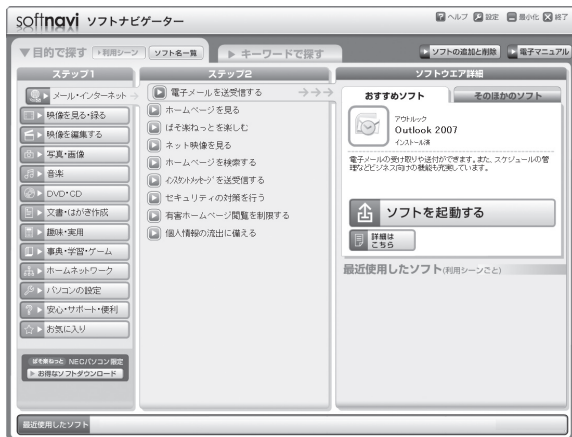 softnavi ソフトナビゲーター
ヘルプ 設定 最小化 終了
▼目的で探す 利用シーン ソフト名一覧 キーワードで探す ソフトの追加と削除 電子マニュアル
ステップ1
メール・インターネット
映像を見る・録る
映像を編集する
写真・画像
音楽
DVD・CD
文書・はがき作成
趣味・実用
事典・学習・ゲーム
ホームネットワーク
パソコンの設定
安心・サポート・便利
お気に入り
ぱそ楽ねっと NECパソコン限定
お得なソフトダウンロード
ステップ2
電子メールを送受信する
ホームページを見る
ぱそ楽ねっとを楽しむ
ネット映像を見る
ホームページを検索する
インスタントメッセージを送受信する
セキュリティの対策を行う
有害ホームページ閲覧を制限する
個人情報の流出に備える
ソフトウエア詳細
おすすめソフト そのほかのソフト
アウトルック
Outlook 2007
インストール済
電子メールの受け取りや送付ができます。また、スケジュールの管
理などビジネス向けの機能も充実しています。
ソフトを起動する
詳細は
こちら
最近使用したソフト(利用シーンごと)
最近使用したソフト